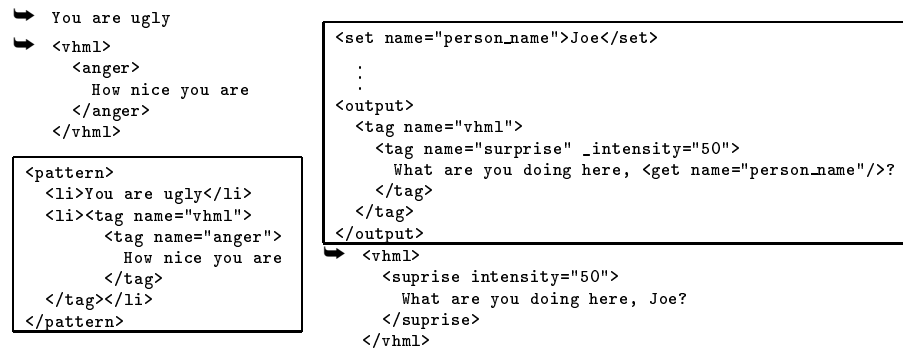 ➥ You are ugly
➥ <vhml>
<anger>
How nice you are
</anger>
</vhml>
<pattern>
<li>You are ugly</li>
<li><tag name="vhml">
<tag name="anger">
How nice you are
</tag>
</tag></li>
</pattern>
<set name="person_name">Joe</set>
.
.
.
<output>
<tag name="vhml">
<tag name="surprise" _intensity="50">
What are you doing here, <get name="person_name"/>?
</tag>
</tag>
</output>
➥ <vhml>
<suprise intensity="50">
What are you doing here, Joe?
</suprise>
</vhml>